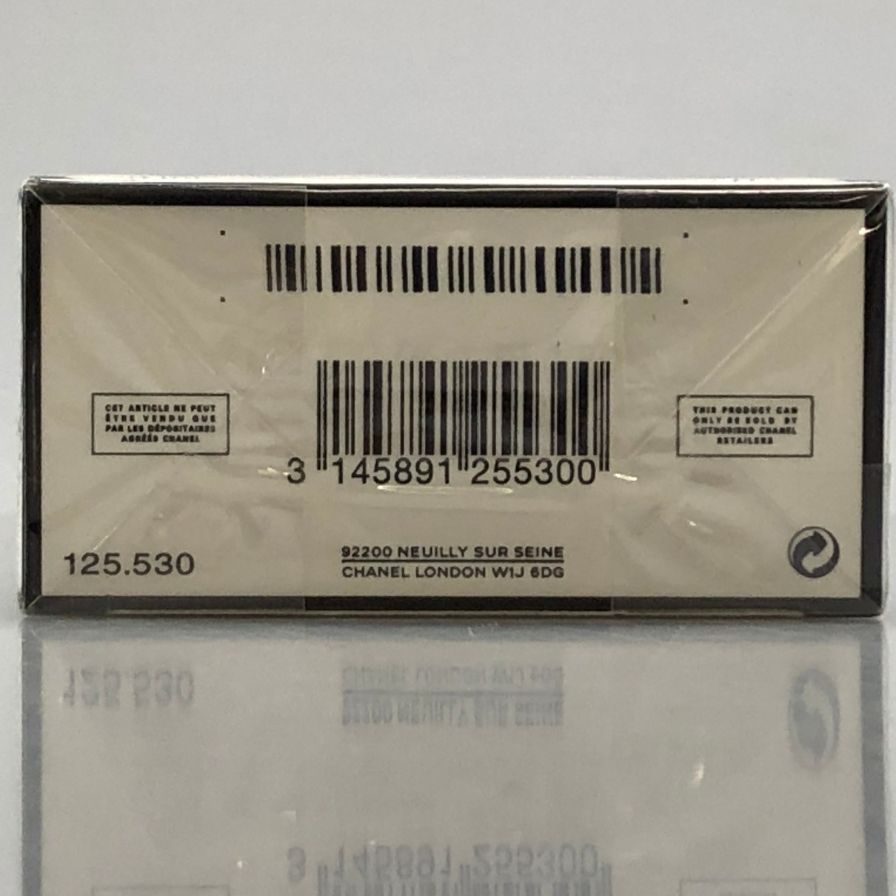 CET ARTICLE NE PEUT
ÊTRE VENDU QUE
PAR LES DÉPOSITAIRES
AGRÉÉS CHANEL
THIS PRODUCT CAN
ONLY BE SOLD BY
AUTHORISED CHANEL
RETAILERS
3 145891 255300
125.530
92200 NEUILLY SUR SEINE
CHANEL LONDON W1J 6DG